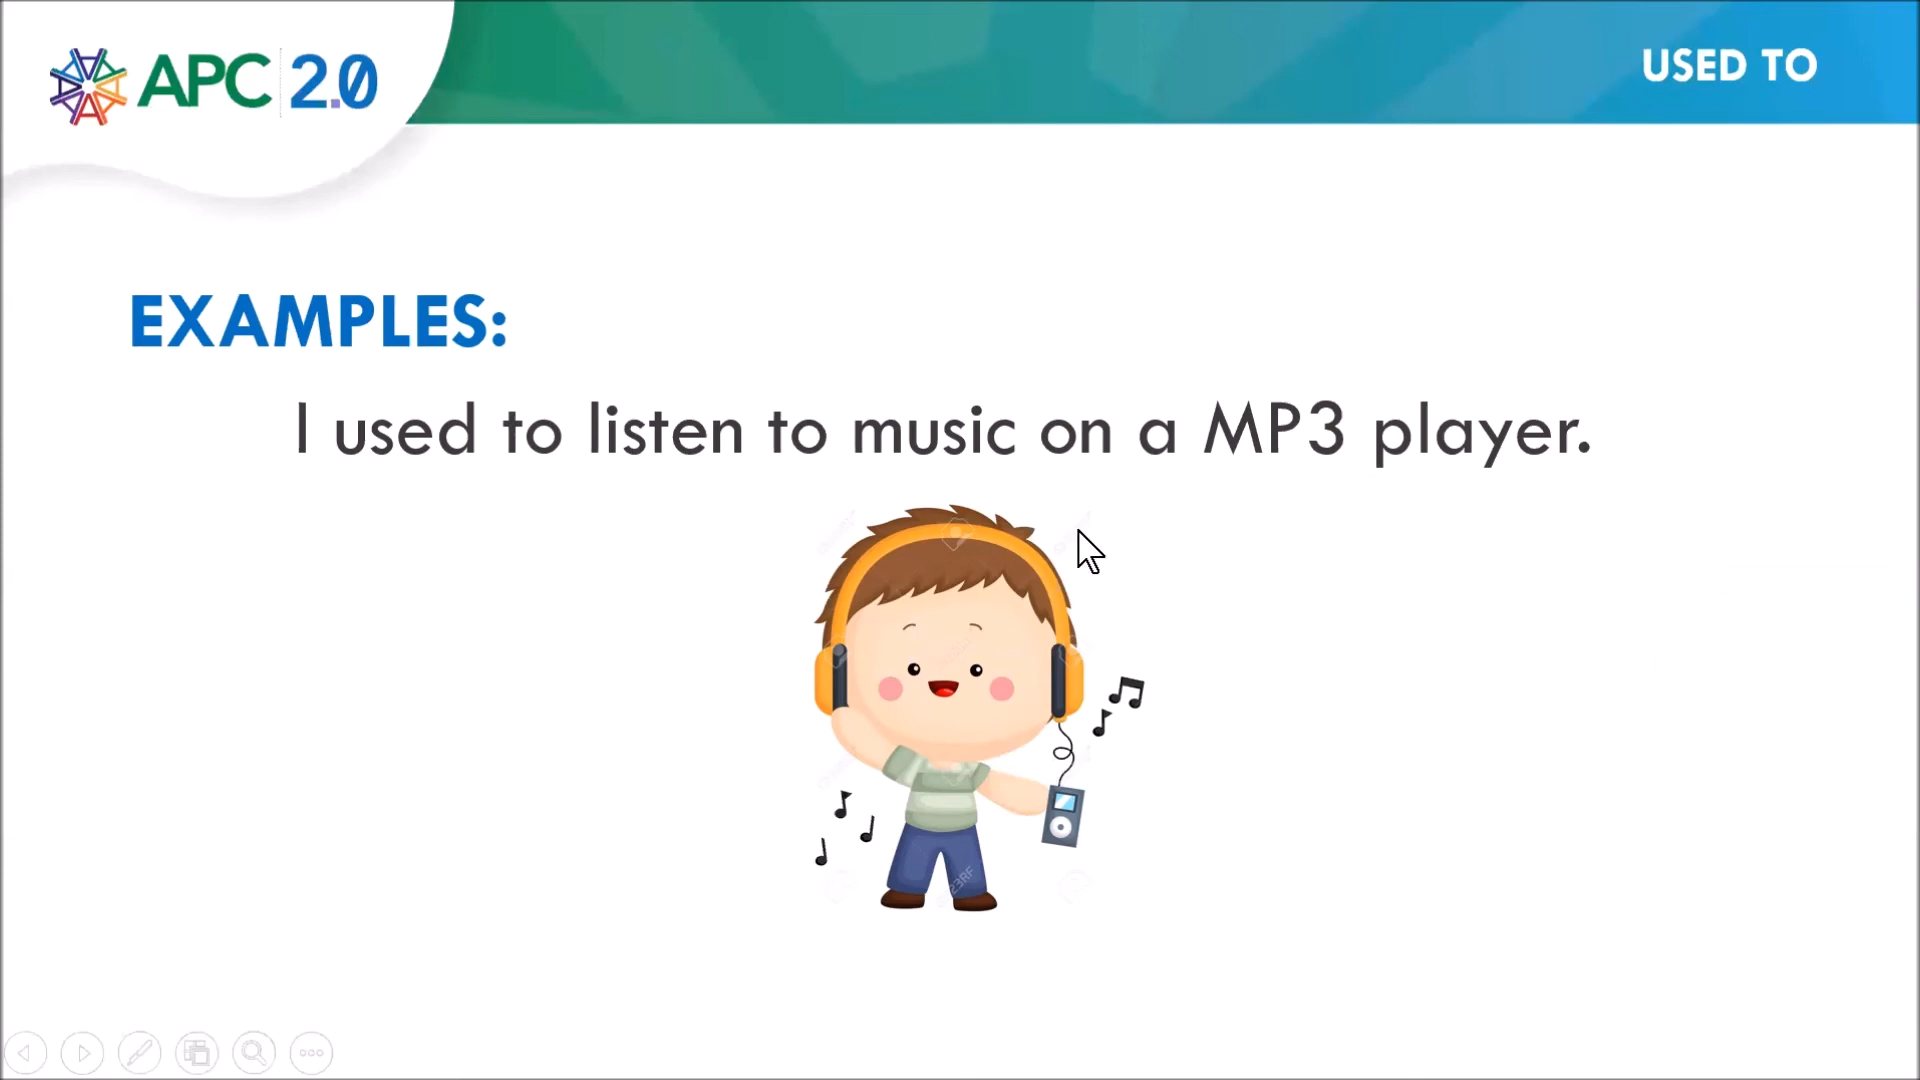 APC 2.0
USED TO
EXAMPLES:
I used to listen to music on a MP3 player.